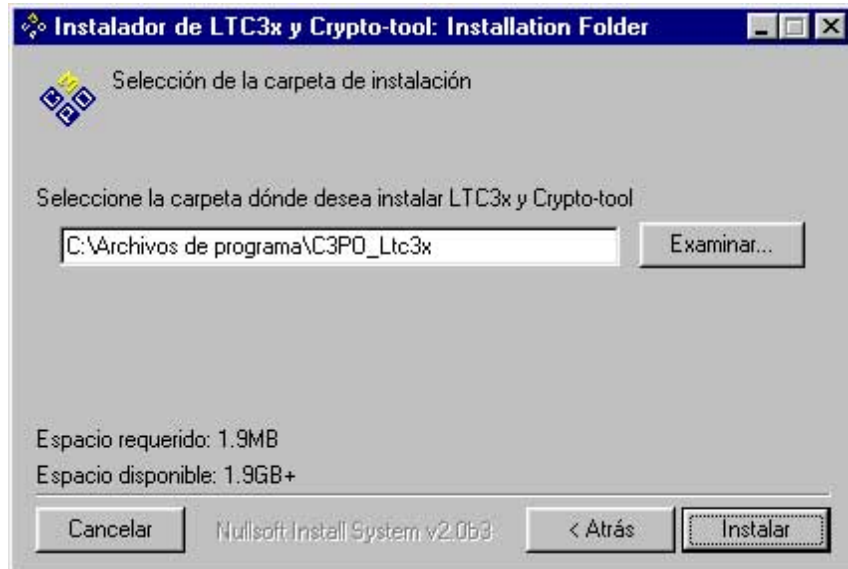 Instalador de LTC3x y Crypto-tool: Installation Folder
Selección de la carpeta de instalación
Seleccione la carpeta dónde desea instalar LTC3x y Crypto-tool
C:\Archivos de programa\C3PO_Ltc3x
Examinar...
Espacio requerido: 1.9MB
Espacio disponible: 1.9GB+
Cancelar
Nullsoft Install System v2.0b3
< Atrás
Instalar